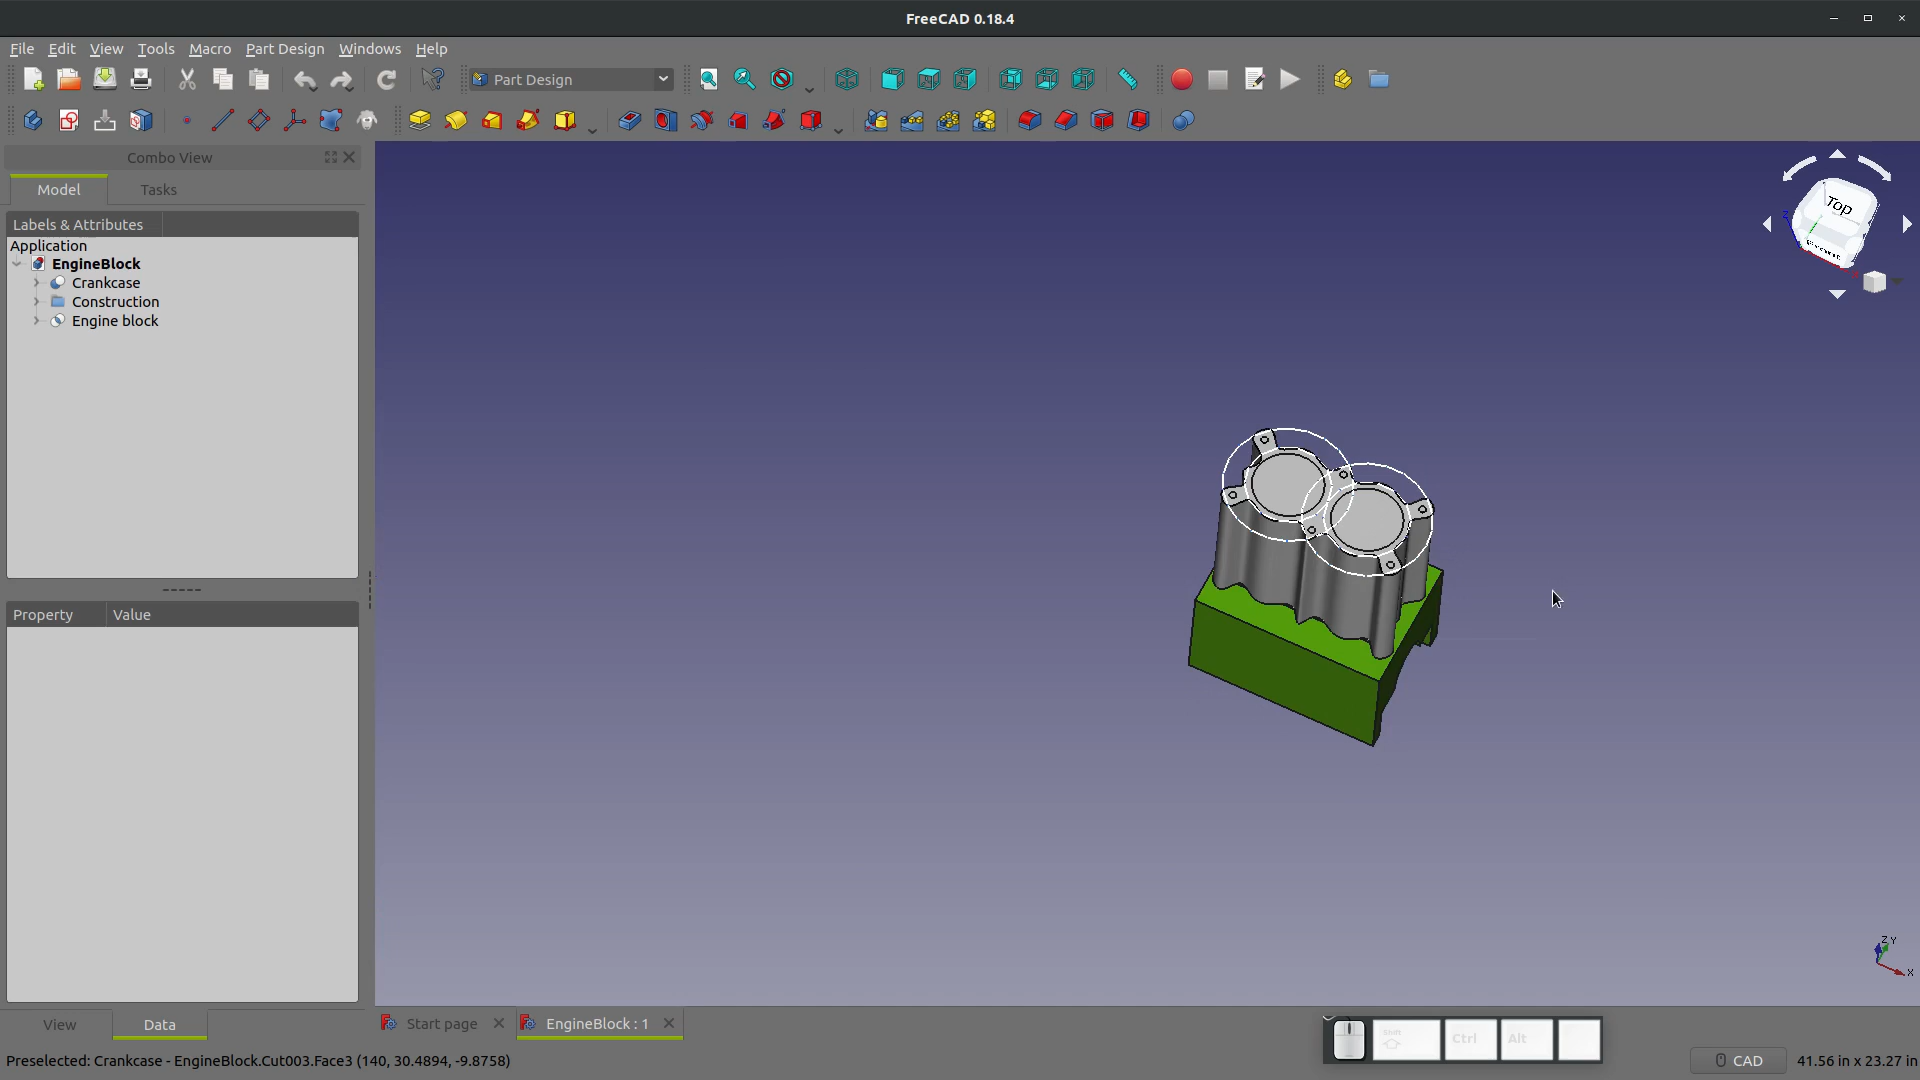 FreeCAD 0.18.4
File Edit View Tools Macro Part Design Windows Help
Part Design
Combo View
Model Tasks
Labels & Attributes
Application
EngineBlock
Crankcase
Construction
Engine block
Property Value
View Data
Top
Z
Z Y
X
Start page EngineBlock : 1
Ctrl Alt
Preselected: Crankcase - EngineBlock.Cut003.Face3 (140, 30.4894, -9.8758)
CAD 41.56 in x 23.27 in